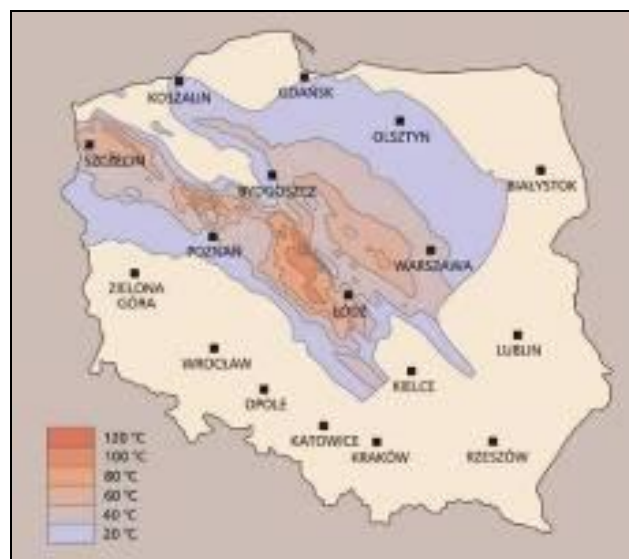 KOSZALIN
GDAŃSK
OLSZTYN
SZCZECIN
BYDGOSZCZ
BIAŁYSTOK
POZNAŃ
WARSZAWA
ZIELONA
GÓRA
ŁÓDŹ
WROCŁAW
LUBLIN
KIELCE
OPOLE
KATOWICE
KRAKÓW
RZESZÓW
120 °C
100 °C
80 °C
60 °C
40 °C
20 °C